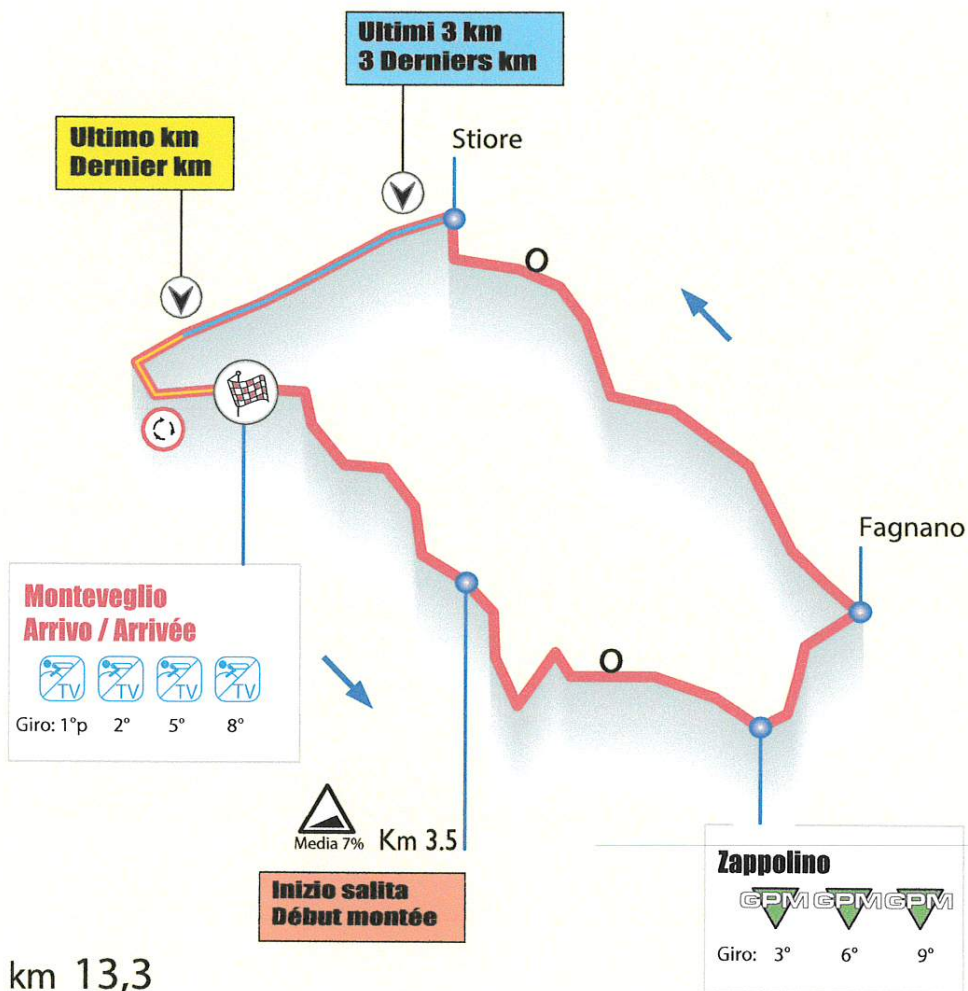 Ultimi 3 km
3 Derniers km
Ultimo km
Dernier km
Stiore
O
Fagnano
Monteveglio
Arrivo / Arrivée
TV TV TV TV
Giro: 1°p 2° 5° 8°
O
Media 7% Km 3.5
Inizio salita
Début montée
Zappolino
GPM GPM GPM
Giro: 3° 6° 9°
km 13,3